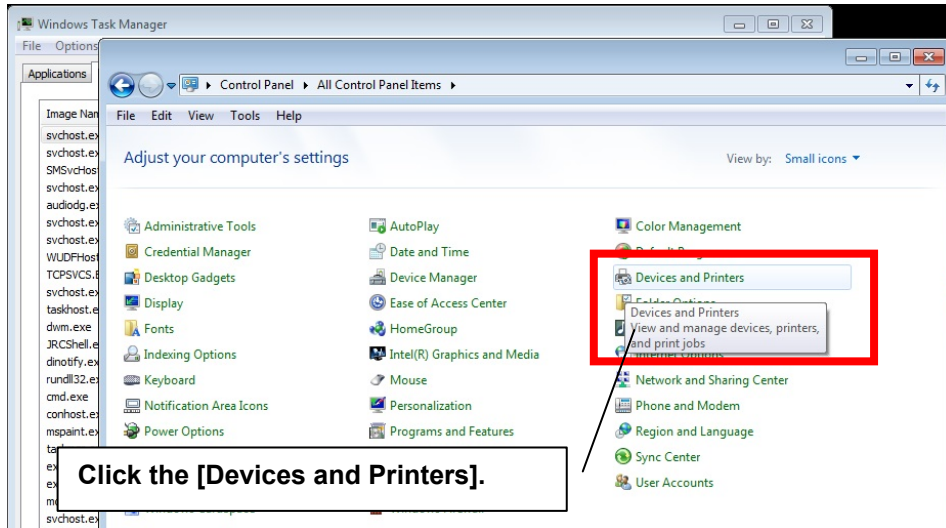 Windows Task Manager
File Options
Applications
Image Nam
svchost.ex
svchost.ex
SMSvcHost
svchost.ex
audiodg.ex
svchost.ex
svchost.ex
WUDFHost
TCPSVCS.E
svchost.ex
taskhost.e
dwm.exe
JRCShell.e
dinotify.ex
rundll32.ex
cmd.exe
conhost.ex
mspaint.ex
svchost.ex
Control Panel All Control Panel Items
File Edit View Tools Help
Adjust your computer's settings
View by: Small icons
Administrative Tools AutoPlay Color Management
Credential Manager Date and Time
Desktop Gadgets Device Manager Devices and Printers
Display Ease of Access Center Folder Options
Fonts HomeGroup
Indexing Options Intel(R) Graphics and Media Internet Options
Keyboard Mouse Network and Sharing Center
Notification Area Icons Personalization Phone and Modem
Power Options Programs and Features Region and Language
Sync Center
User Accounts
Devices and Printers
View and manage devices, printers,
and print jobs
Click the [Devices and Printers].